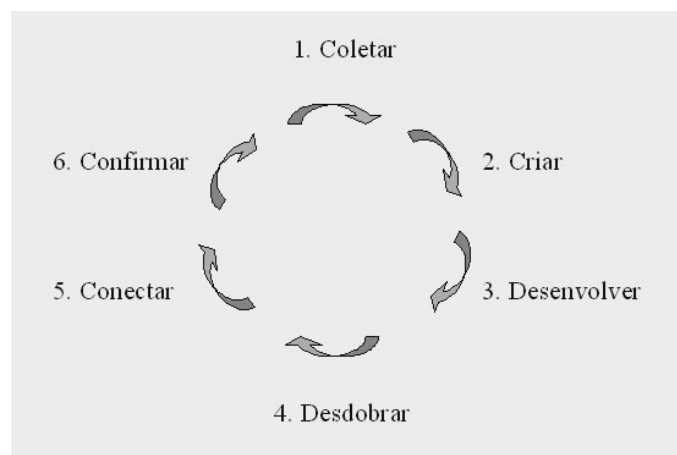 1. Coletar
2. Criar
3. Desenvolver
4. Desdobrar
5. Conectar
6. Confirmar